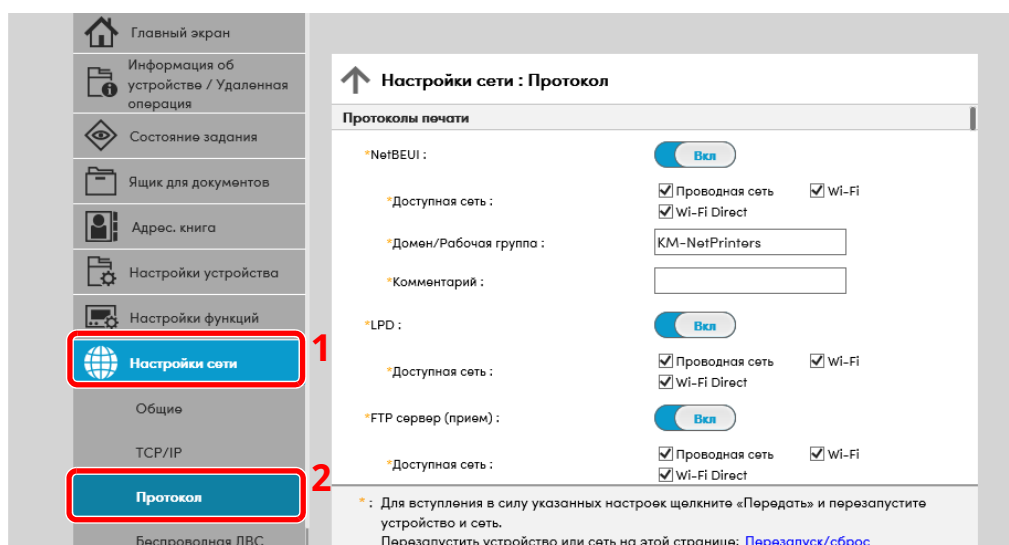 Главный экран
Информация об
устройстве / Удаленная
операция
Состояние задания
Ящик для документов
Адрес. книга
Настройки устройства
Настройки функций
Настройки сети
1
Общие
TCP/IP
Протокол
2
Беспроводная ЛВС
Настройки сети : Протокол
Протоколы печати
*NetBEUI :
Вкл
*Доступная сеть :
Проводная сеть Wi-Fi
Wi-Fi Direct
*Домен/Рабочая группа :
KM-NetPrinters
*Комментарий :
*LPD :
Вкл
*Доступная сеть :
Проводная сеть Wi-Fi
Wi-Fi Direct
*FTP сервер (прием) :
Вкл
*Доступная сеть :
Проводная сеть Wi-Fi
Wi-Fi Direct
* : Для вступления в силу указанных настроек щелкните «Передать» и перезапустите
устройство и сеть.
Перезапустить устройство или сеть на этой странице: Перезапуск/сброс